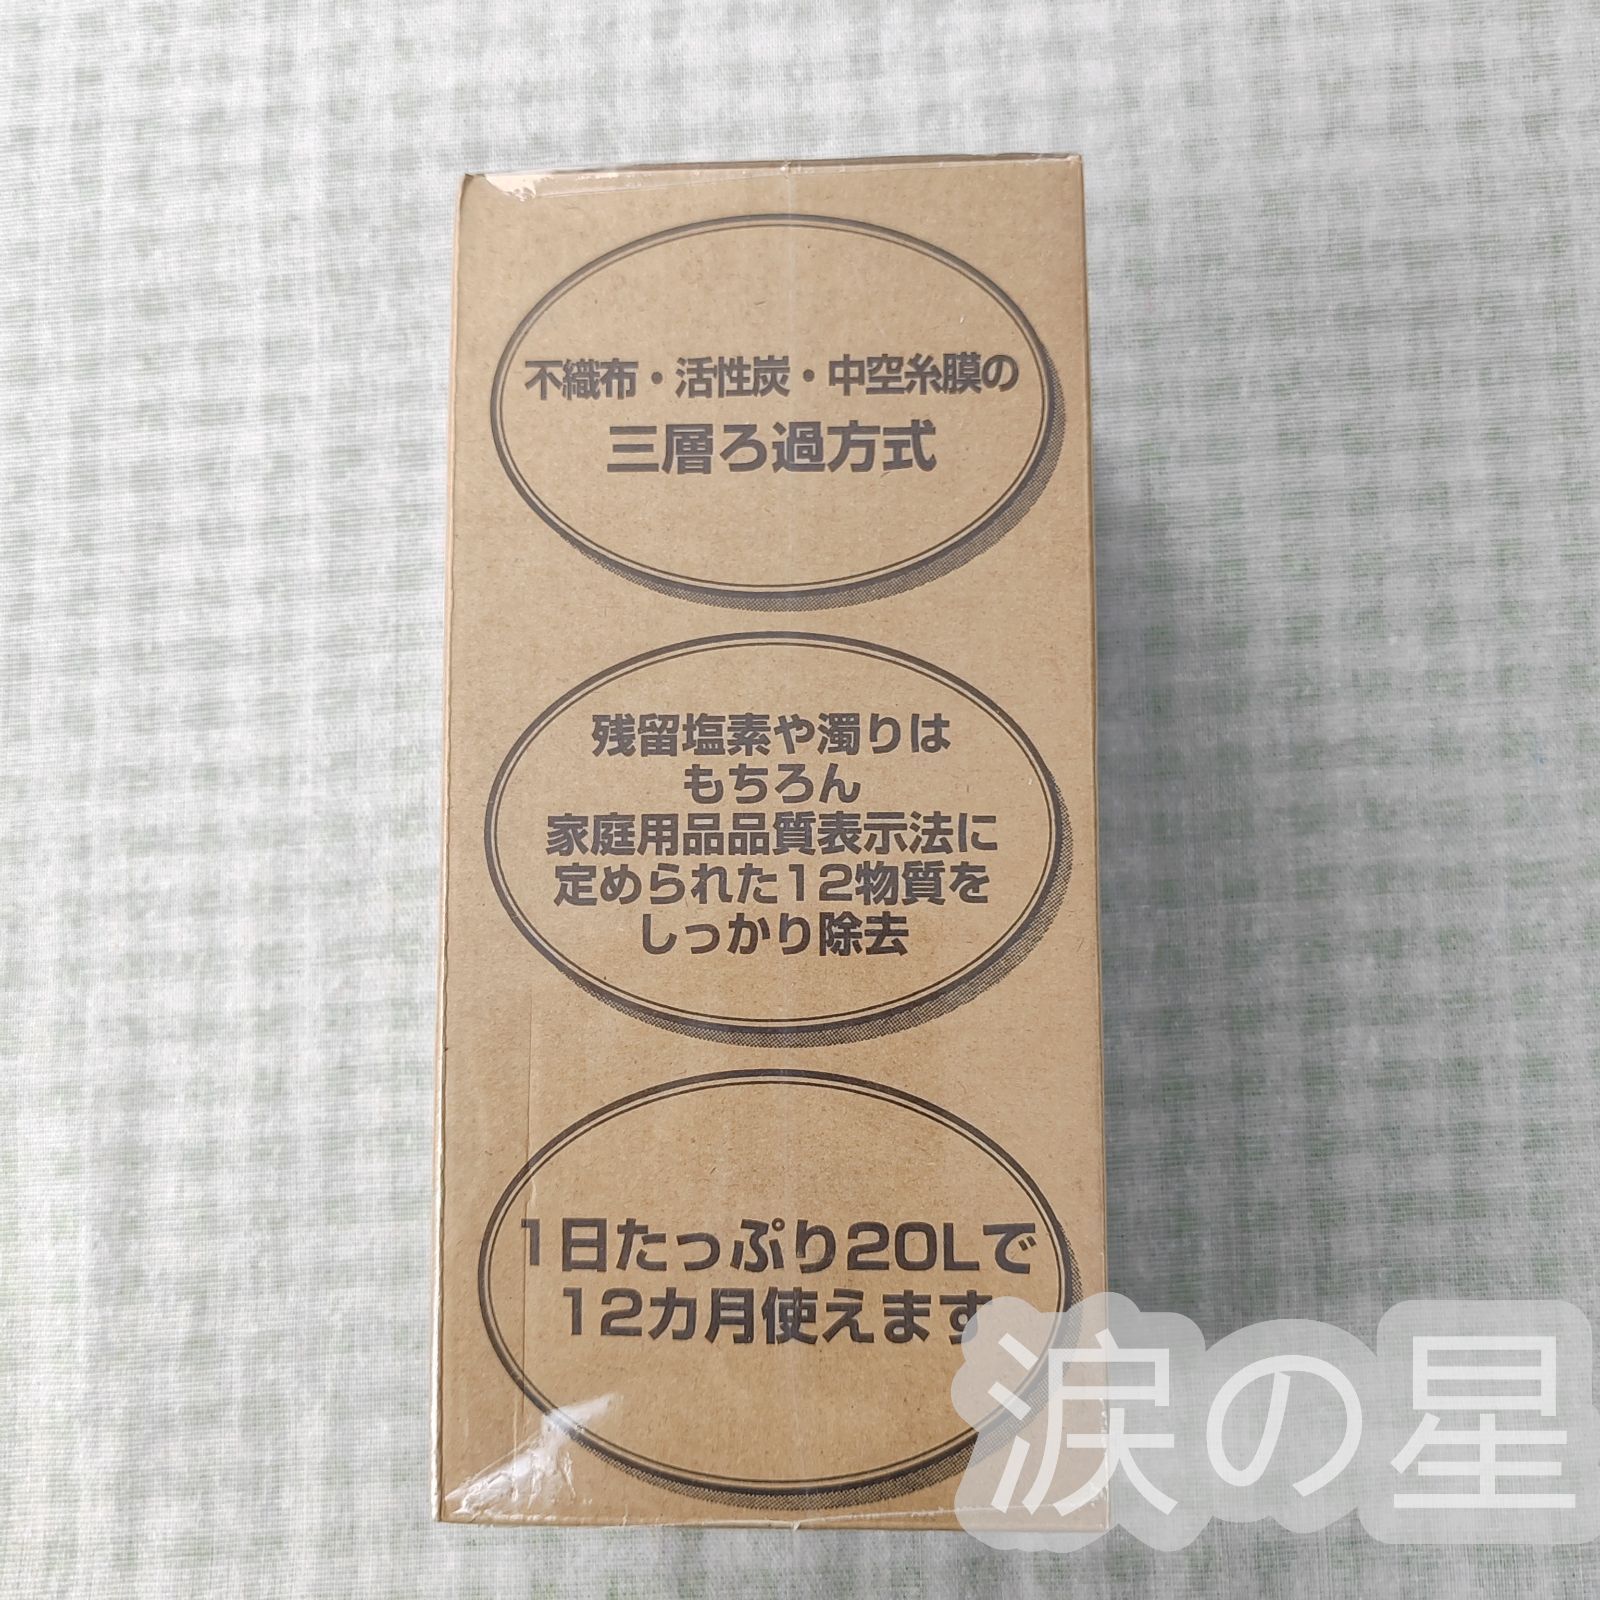 不織布・活性炭・中空糸膜の
三層ろ過方式
残留塩素や濁りは
もちろん
家庭用品品質表示法に
定められた12物質を
しっかり除去
1日たっぷり20Lで
12カ月使えます
涙の星